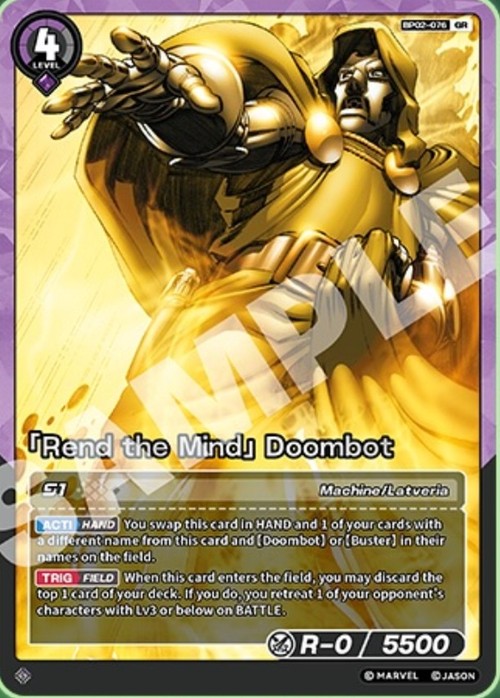 4
LEVEL
BP02-076 GR
SAMPLE
「Rend the Mind」 Doombot
S1
Machine/Latveria
ACTI HAND You swap this card in HAND and 1 of your cards with
a different name from this card and [Doombot] or [Buster] in their
names on the field.
TRIG FIELD When this card enters the field, you may discard the
top 1 card of your deck. If you do, you retreat 1 of your opponent's
characters with Lv3 or below on BATTLE.
R-0 / 5500
©MARVEL ©JASON